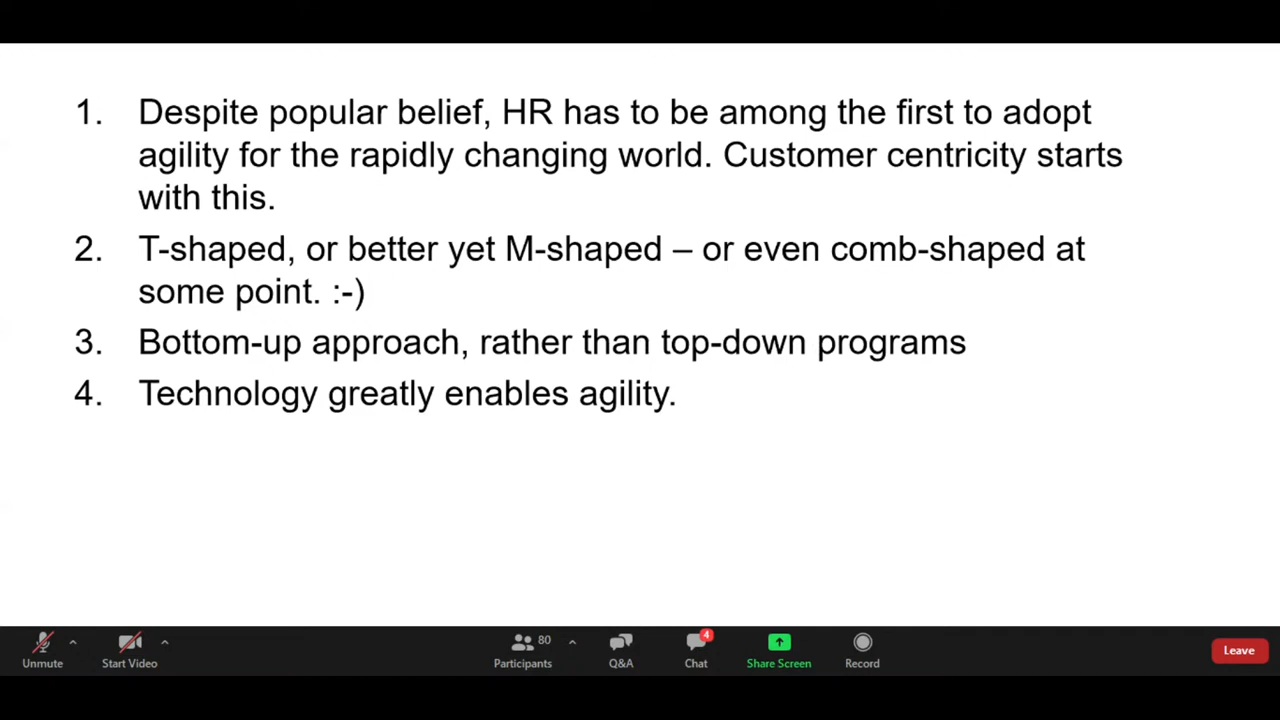 1. Despite popular belief, HR has to be among the first to adopt
agility for the rapidly changing world. Customer centricity starts
with this.
2. T-shaped, or better yet M-shaped – or even comb-shaped at
some point. :-)
3. Bottom-up approach, rather than top-down programs
4. Technology greatly enables agility.
80
4
Unmute
Start Video
Participants
Q&A
Chat
Share Screen
Record
Leave